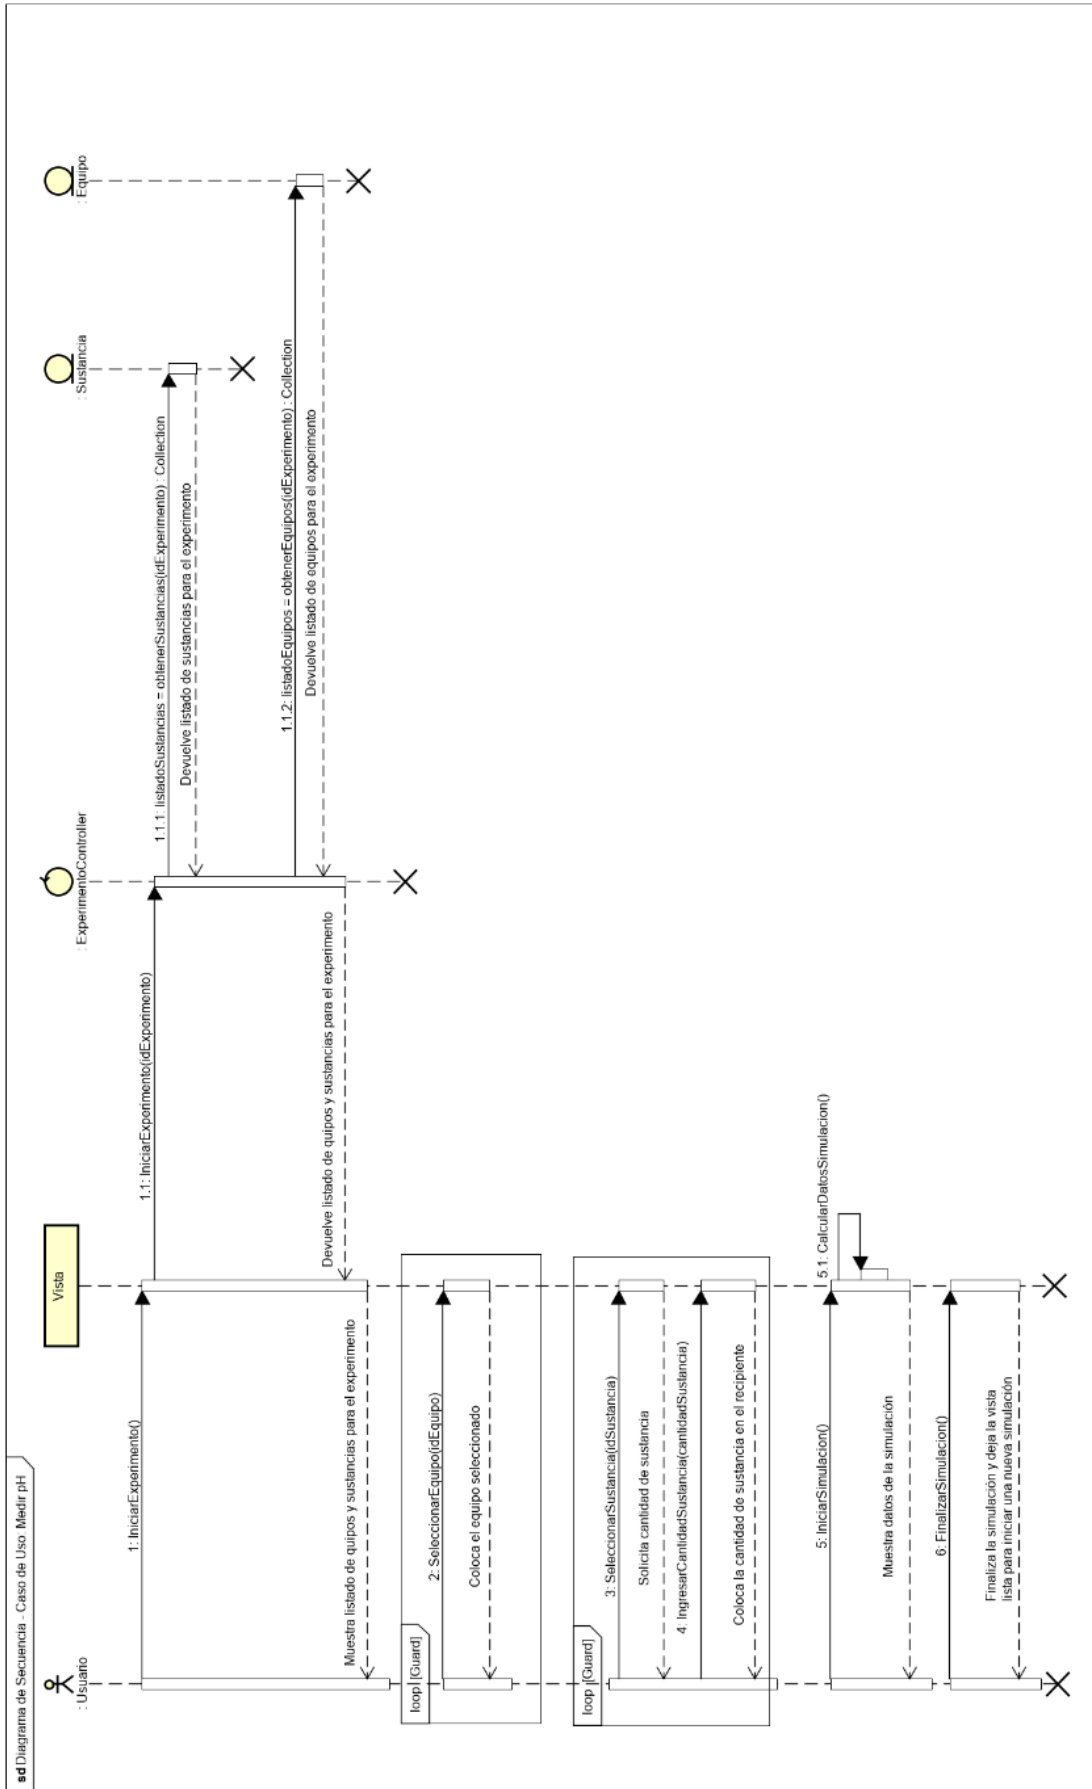 sd Diagrama de Secuencia - Caso de Uso: Medir pH
: Usuario
Vista
: ExperimentoController
: Sustancia
: Equipo
1: IniciarExperimento()
1.1: IniciarExperimento(idExperimento)
1.1.1: listadoSustancias = obtenerSustancias(idExperimento) : Collection
Devuelve listado de sustancias para el experimento
1.1.2: listadoEquipos = obtenerEquipos(idExperimento) : Collection
Devuelve listado de equipos para el experimento
Devuelve listado de quipos y sustancias para el experimento
Muestra listado de quipos y sustancias para el experimento
loop [Guard]
2: SeleccionarEquipo(idEquipo)
Coloca el equipo seleccionado
loop [Guard]
3: SeleccionarSustancia(idSustancia)
Solicita cantidad de sustancia
4: IngresarCantidadSustancia(cantidadSustancia)
Coloca la cantidad de sustancia en el recipiente
5: IniciarSimulacion()
5.1: CalcularDatosSimulacion()
Muestra datos de la simulación
6: FinalizarSimulacion()
Finaliza la simulación y deja la vista
lista para iniciar una nueva simulación